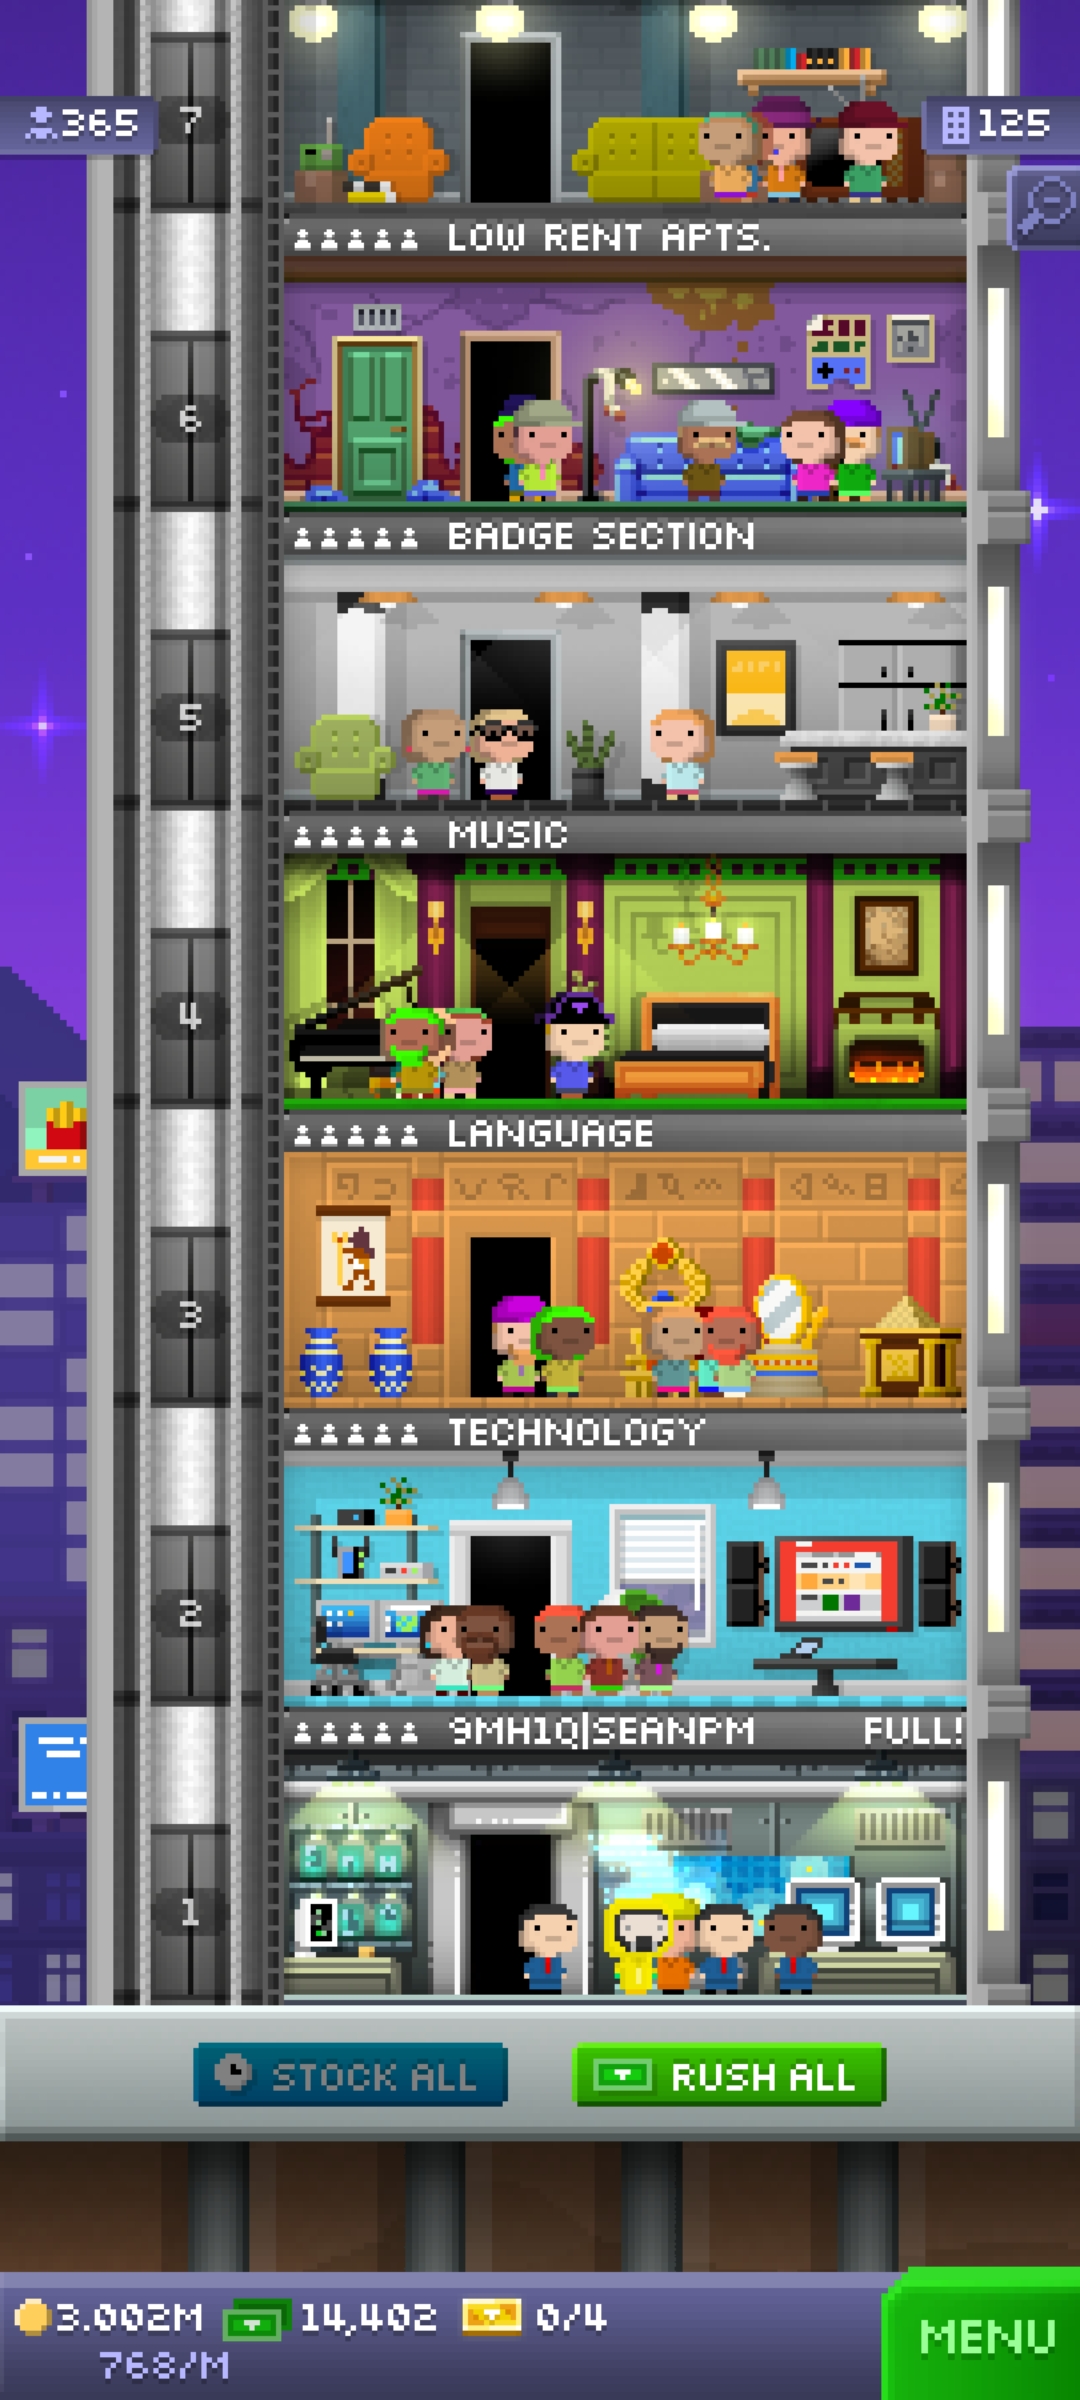 365
7
125
LOW RENT APTS.
6
BADGE SECTION
5
MUSIC
4
LANGUAGE
3
TECHNOLOGY
2
9MH1Q|SEANPM FULL!
1
STOCK ALL
RUSH ALL
3.002M 14,402 0/4
768/M
MENU